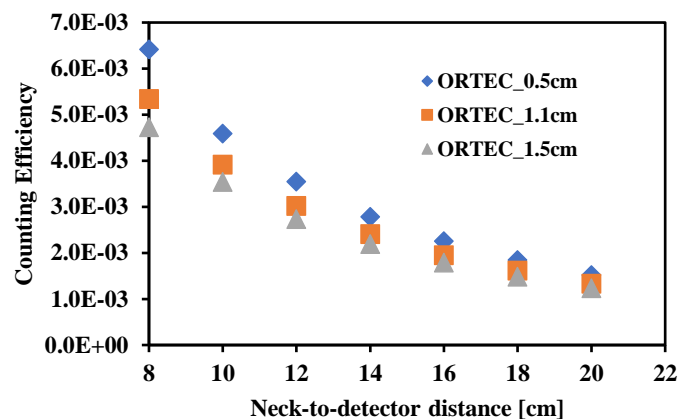 7.0E-03
6.0E-03
5.0E-03
4.0E-03
3.0E-03
2.0E-03
1.0E-03
0.0E+00
Counting Efficiency
ORTEC_0.5cm
ORTEC_1.1cm
ORTEC_1.5cm
8 10 12 14 16 18 20 22
Neck-to-detector distance [cm]